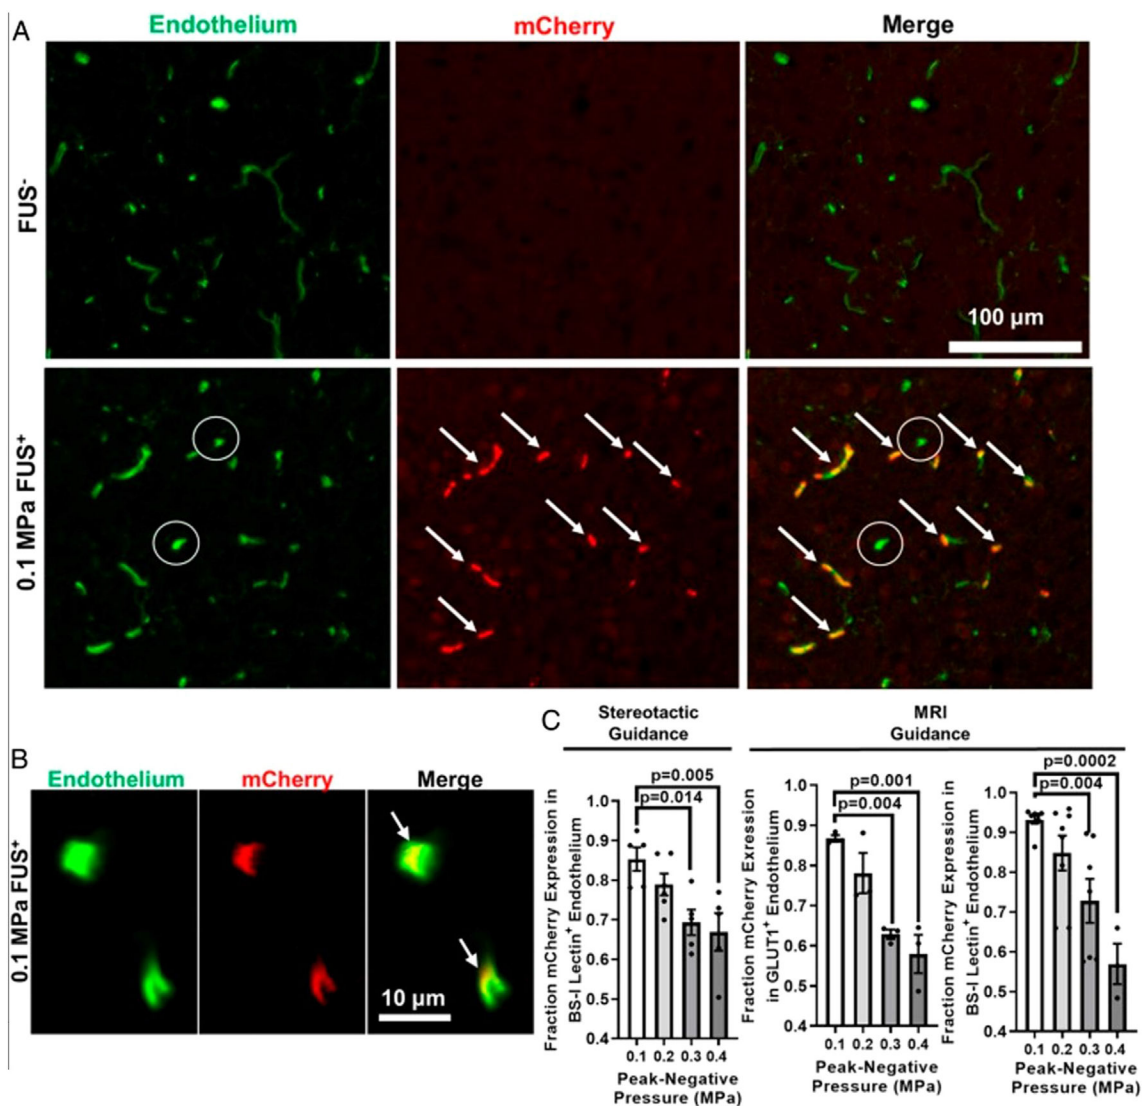 A
Endothelium
mCherry
Merge
FUS-
100 µm
0.1 MPa FUS+
B
Endothelium
mCherry
Merge
0.1 MPa FUS+
10 µm
C
Stereotactic
Guidance
MRI
Guidance
Fraction mCherry Expression in
BS-I Lectin+ Endothelium
p=0.005
p=0.014
1.0
0.9
0.8
0.7
0.6
0.5
0.4
0.1 0.2 0.3 0.4
Peak-Negative
Pressure (MPa)
Fraction mCherry Exression
in GLUT1+ Endothelium
p=0.001
p=0.004
1.0
0.9
0.8
0.7
0.6
0.5
0.4
0.1 0.2 0.3 0.4
Peak-Negative
Pressure (MPa)
Fraction mCherry Expression in
BS-I Lectin+ Endothelium
p=0.0002
p=0.004
1.0
0.9
0.8
0.7
0.6
0.5
0.4
0.1 0.2 0.3 0.4
Peak-Negative
Pressure (MPa)